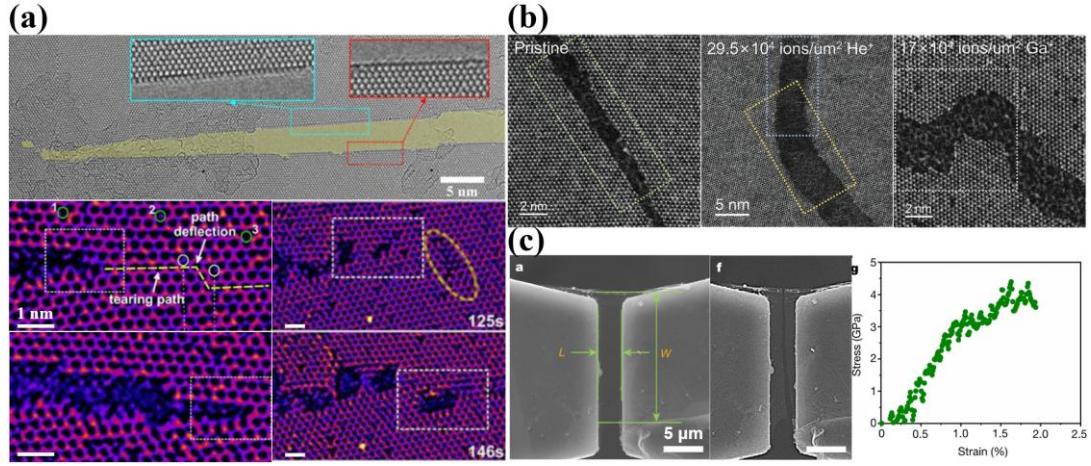 (a)
5 nm
1
2
3
path
deflection
tearing path
1 nm
125s
146s
(b)
Pristine
29.5×10⁴ ions/um² He⁺
17×10⁴ ions/um² Ga⁺
2 nm
5 nm
2 nm
(c)
a
L
W
5 μm
f
g
Stress (GPa)
5
4
3
2
1
0
0
0.5
1.0
1.5
2.0
2.5
Strain (%)